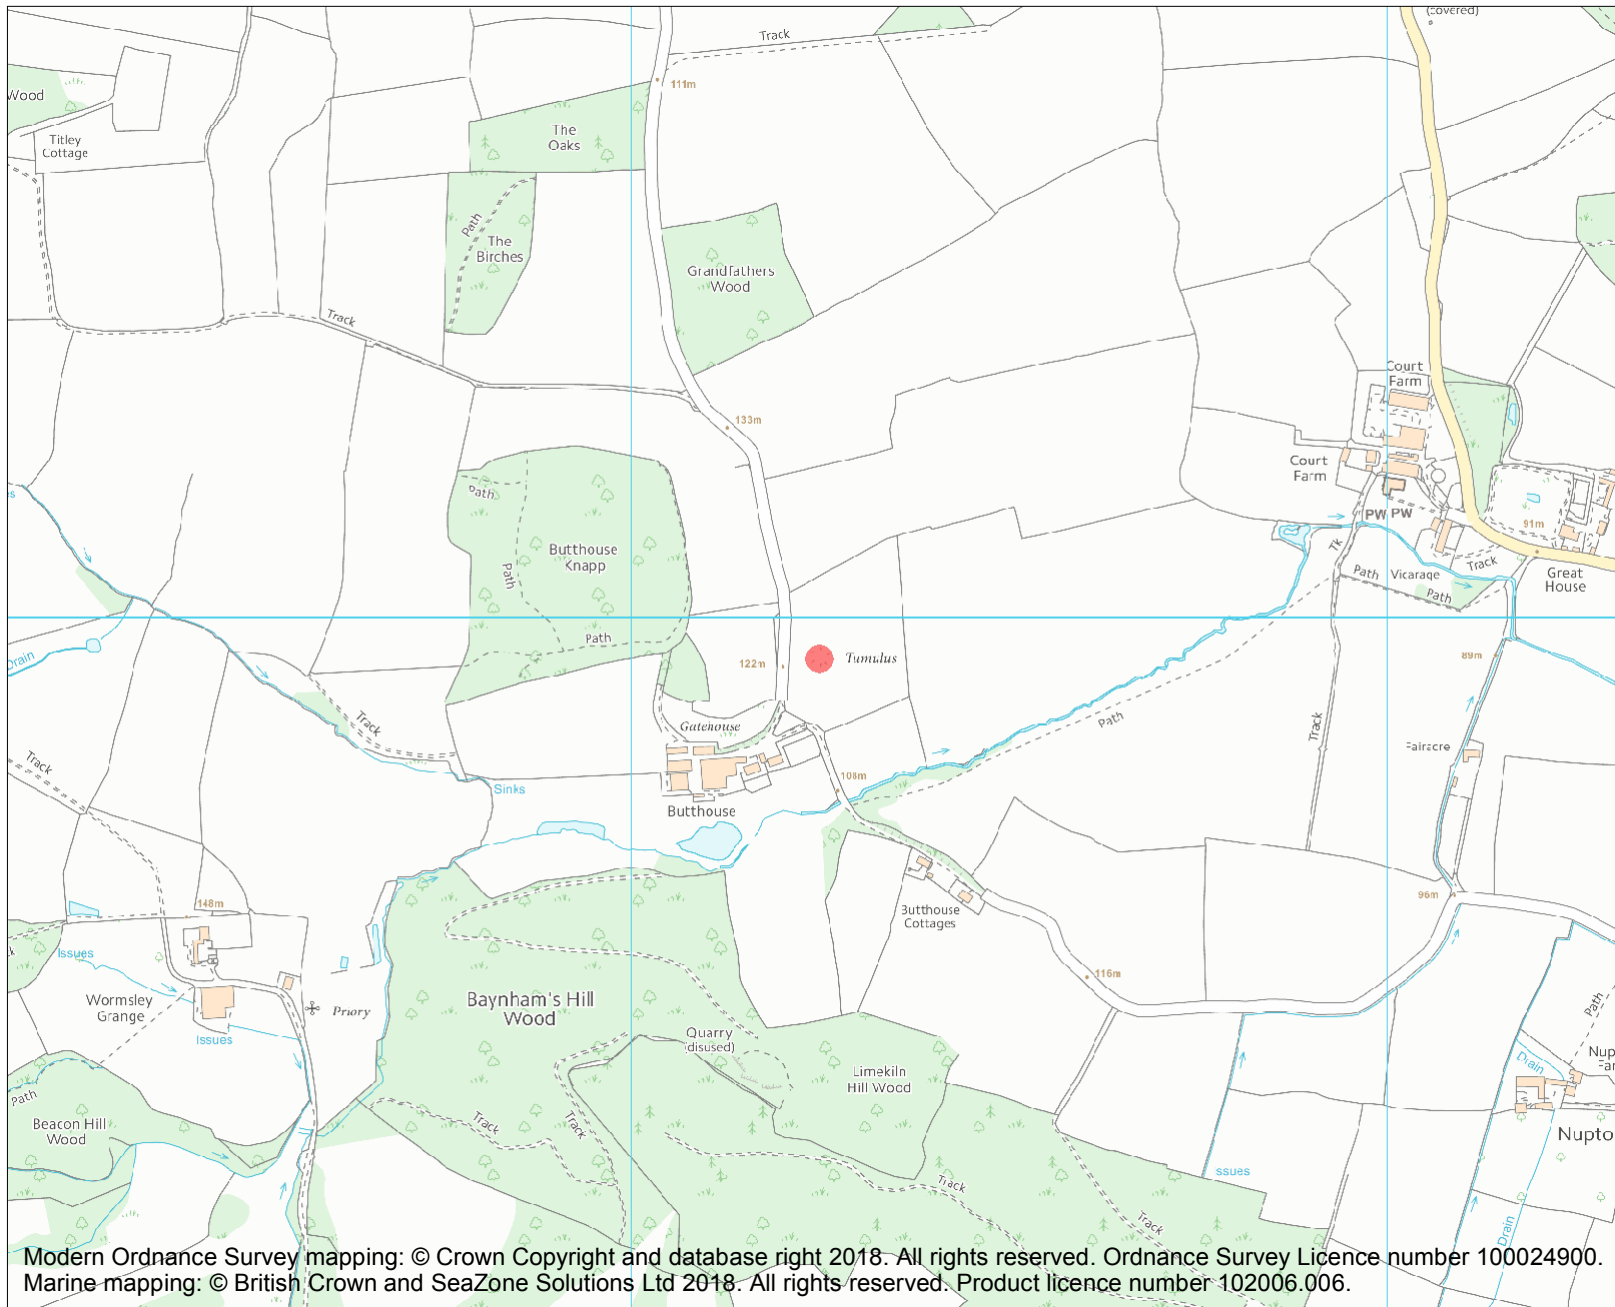 (covered)
Track
111m
Wood
The
Oaks
Titley
Cottage
Path
The
Birches
Grandfathers
Wood
Track
Court
Farm
133m
Court
Farm
Path
PW PW
91m
Butthouse
Knapp
Tk
Path
Path
Vicarage
Track
Path
Great
House
Path
Drain
122m
Tumulus
89m
Track
Gatehouse
Path
Track
Fairacre
Track
Sinks
108m
Butthouse
148m
96m
Butthouse
Cottages
Issues
116m
Wormsley
Grange
Priory
Baynham's Hill
Wood
Path
Issues
Quarry
(disused)
Limekiln
Hill Wood
Drain
Path
Beacon Hill
Wood
Track
Track
Nupto
ssues
Track
Track
Drain
Modern Ordnance Survey mapping: © Crown Copyright and database right 2018. All rights reserved. Ordnance Survey Licence number 100024900.
Marine mapping: © British Crown and SeaZone Solutions Ltd 2018. All rights reserved. Product licence number 102006.006.